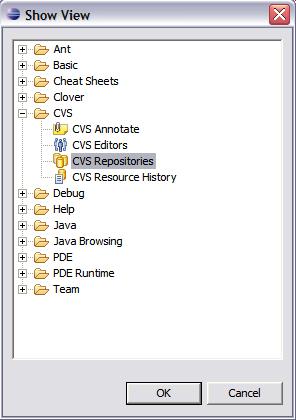 Show View
Ant
Basic
Cheat Sheets
Clover
CVS
CVS Annotate
CVS Editors
CVS Repositories
CVS Resource History
Debug
Help
Java
Java Browsing
PDE
PDE Runtime
Team
OK
Cancel